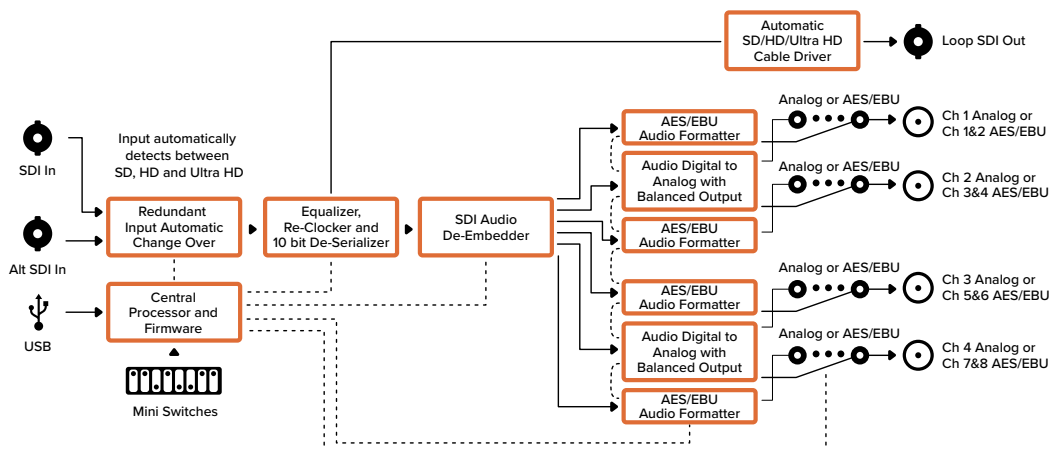 Automatic
SD/HD/Ultra HD
Cable Driver
Loop SDI Out
SDI In
Input automatically
detects between
SD, HD and Ultra HD
Alt SDI In
Redundant
Input Automatic
Change Over
Equalizer,
Re-Clocker and
10 bit De-Serializer
SDI Audio
De-Embedder
USB
Central
Processor and
Firmware
Mini Switches
AES/EBU
Audio Formatter
Audio Digital to
Analog with
Balanced Output
AES/EBU
Audio Formatter
AES/EBU
Audio Formatter
Audio Digital to
Analog with
Balanced Output
AES/EBU
Audio Formatter
Analog or AES/EBU
Ch 1 Analog or
Ch 1&2 AES/EBU
Analog or AES/EBU
Ch 2 Analog or
Ch 3&4 AES/EBU
Analog or AES/EBU
Ch 3 Analog or
Ch 5&6 AES/EBU
Analog or AES/EBU
Ch 4 Analog or
Ch 7&8 AES/EBU